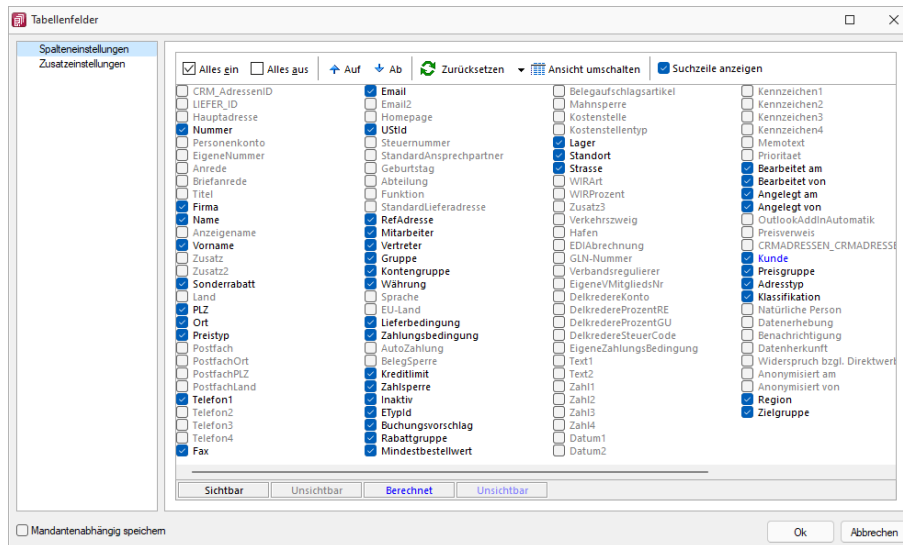 Tabellenfelder
Spalteneinstellungen
Zusatzeinstellungen
Alles ein
Alles aus
Auf
Ab
Zurücksetzen
Ansicht umschalten
Suchzeile anzeigen
CRM_AdressenID
LIEFER_ID
Hauptadresse
Nummer
Personenkonto
EigeneNummer
Anrede
Briefanrede
Titel
Firma
Name
Anzeigename
Vorname
Zusatz
Zusatz2
Sonderrabatt
Land
PLZ
Ort
Preistyp
Postfach
PostfachOrt
PostfachPLZ
PostfachLand
Telefon1
Telefon2
Telefon3
Telefon4
Fax
Email
Email2
Homepage
UStId
Steuernummer
StandardAnsprechpartner
Geburtstag
Abteilung
Funktion
StandardLieferadresse
RefAdresse
Mitarbeiter
Vertreter
Gruppe
Kontengruppe
Währung
Sprache
EU-Land
Lieferbedingung
Zahlungsbedingung
AutoZahlung
BelegSperre
Kreditlimit
Zahlsperre
Inaktiv
ETypId
Buchungsvorschlag
Rabattgruppe
Mindestbestellwert
Belegaufschlagsartikel
Mahnsperre
Kostenstelle
Kostenstellentyp
Lager
Standort
Strasse
WIRArt
WIRProzent
Zusatz3
Verkehrszweig
Hafen
EDIAbrechnung
GLN-Nummer
Verbandsregulierer
EigeneVMitgliedsNr
DelkredereKonto
DelkredereProzentRE
DelkredereProzentGU
DelkredereSteuerCode
EigeneZahlungsBedingung
Text1
Text2
Zahl1
Zahl2
Zahl3
Zahl4
Datum1
Datum2
Kennzeichen1
Kennzeichen2
Kennzeichen3
Kennzeichen4
Memotext
Prioritaet
Bearbeitet am
Bearbeitet von
Angelegt am
Angelegt von
OutlookAddInAutomatik
Preisverweis
CRMADRESSEN_CRMADRESSE
Kunde
Preisgruppe
Adresstyp
Klassifikation
Natürliche Person
Datenerhebung
Benachrichtigung
Datenherkunft
Widerspruch bzgl. Direktwerb
Anonymisiert am
Anonymisiert von
Region
Zielgruppe
Sichtbar
Unsichtbar
Berechnet
Unsichtbar
Mandantenabhängig speichern
Ok
Abbrechen